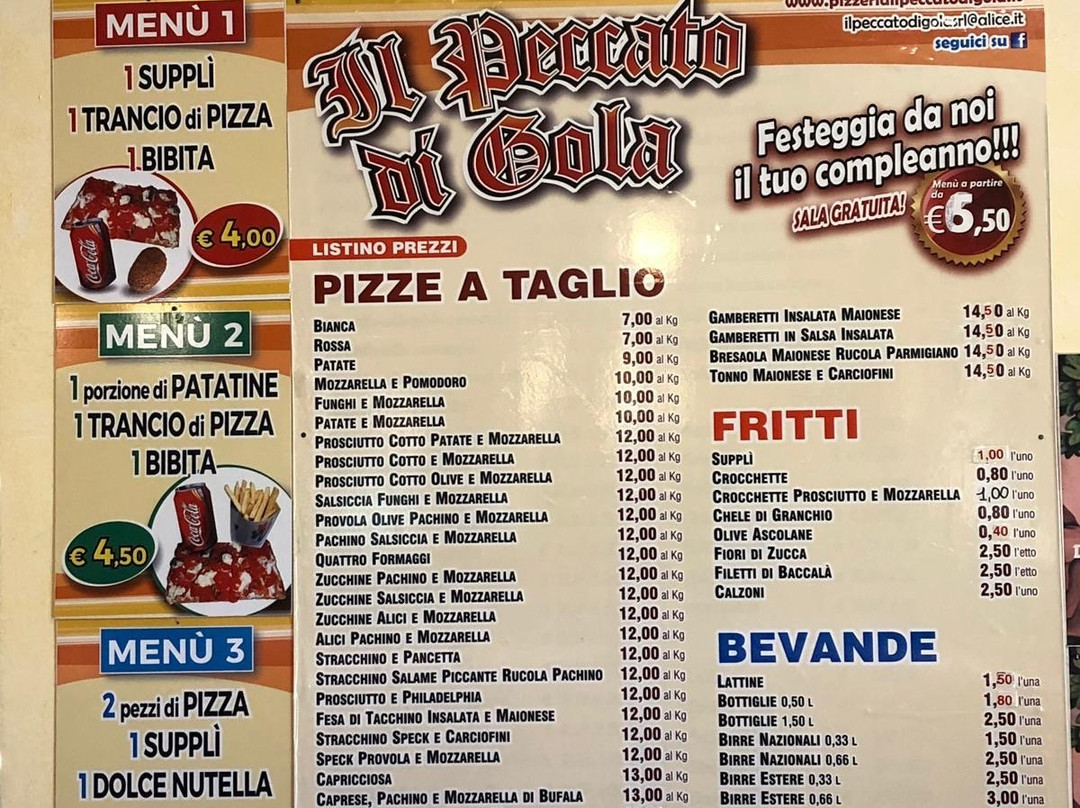 MENÙ 1
1 SUPPLÌ
1 TRANCIO di PIZZA
1 BIBITA
Coca-Cola
€ 4,00
MENÙ 2
1 porzione di PATATINE
1 TRANCIO di PIZZA
1 BIBITA
Coca-Cola
€ 4,50
MENÙ 3
2 pezzi di PIZZA
1 SUPPLÌ
1 DOLCE NUTELLA
Il Peccato
di Gola
ilpeccatodigolasrl@alice.it
seguici su f
Festeggia da noi
il tuo compleanno!!!
SALA GRATUITA!
Menù a partire
da
€ 5,50
LISTINO PREZZI
PIZZE A TAGLIO
BIANCA 7,00 al Kg
ROSSA 7,00 al Kg
PATATE 9,00 al Kg
MOZZARELLA E POMODORO 10,00 al Kg
FUNGHI E MOZZARELLA 10,00 al Kg
PATATE E MOZZARELLA 10,00 al Kg
PROSCIUTTO COTTO PATATE E MOZZARELLA 12,00 al Kg
PROSCIUTTO COTTO E MOZZARELLA 12,00 al Kg
PROSCIUTTO COTTO OLIVE E MOZZARELLA 12,00 al Kg
SALSICCIA FUNGHI E MOZZARELLA 12,00 al Kg
PROVOLA OLIVE PACHINO E MOZZARELLA 12,00 al Kg
PACHINO SALSICCIA E MOZZARELLA 12,00 al Kg
QUATTRO FORMAGGI 12,00 al Kg
ZUCCHINE PACHINO E MOZZARELLA 12,00 al Kg
ZUCCHINE SALSICCIA E MOZZARELLA 12,00 al Kg
ZUCCHINE ALICI E MOZZARELLA 12,00 al Kg
ALICI PACHINO E MOZZARELLA 12,00 al Kg
STRACCHINO E PANCETTA 12,00 al Kg
STRACCHINO SALAME PICCANTE RUCOLA PACHINO 12,00 al Kg
PROSCIUTTO E PHILADELPHIA 12,00 al Kg
FESA DI TACCHINO INSALATA E MAIONESE 12,00 al Kg
STRACCHINO SPECK E CARCIOFINI 12,00 al Kg
SPECK PROVOLA E MOZZARELLA 12,00 al Kg
CAPRICCIOSA 13,00 al Kg
CAPRESE, PACHINO E MOZZARELLA DI BUFALA 13,00 al Kg
GAMBERETTI INSALATA MAIONESE 14,50 al Kg
GAMBERETTI IN SALSA INSALATA 14,50 al Kg
BRESAOLA MAIONESE RUCOLA PARMIGIANO 14,50 al Kg
TONNO MAIONESE E CARCIOFINI 14,50 al Kg
FRITTI
SUPPLÌ 1,00 l'uno
CROCCHETTE 0,80 l'uno
CROCCHETTE PROSCIUTTO E MOZZARELLA 1,00 l'uno
CHELE DI GRANCHIO 0,80 l'uno
OLIVE ASCOLANE 0,40 l'uno
FIORI DI ZUCCA 2,50 l'etto
FILETTI DI BACCALÀ 2,50 l'etto
CALZONI 2,50 l'uno
BEVANDE
LATTINE 1,50 l'una
BOTTIGLIE 0,50 L 1,80 l'una
BOTTIGLIE 1,50 L 2,50 l'una
BIRRE NAZIONALI 0,33 L 1,50 l'una
BIRRE NAZIONALI 0,66 L 2,50 l'una
BIRRE ESTERE 0,33 L 2,50 l'una
BIRRE ESTERE 0,66 L 3,00 l'una